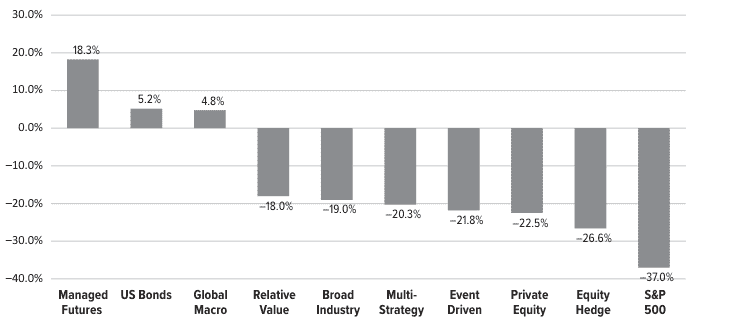 30.0%
20.0%
10.0%
0.0%
–10.0%
–20.0%
–30.0%
–40.0%
18.3%
5.2%
4.8%
–18.0%
–19.0%
–20.3%
–21.8%
–22.5%
–26.6%
–37.0%
Managed
Futures
US Bonds
Global
Macro
Relative
Value
Broad
Industry
Multi-
Strategy
Event
Driven
Private
Equity
Equity
Hedge
S&P
500